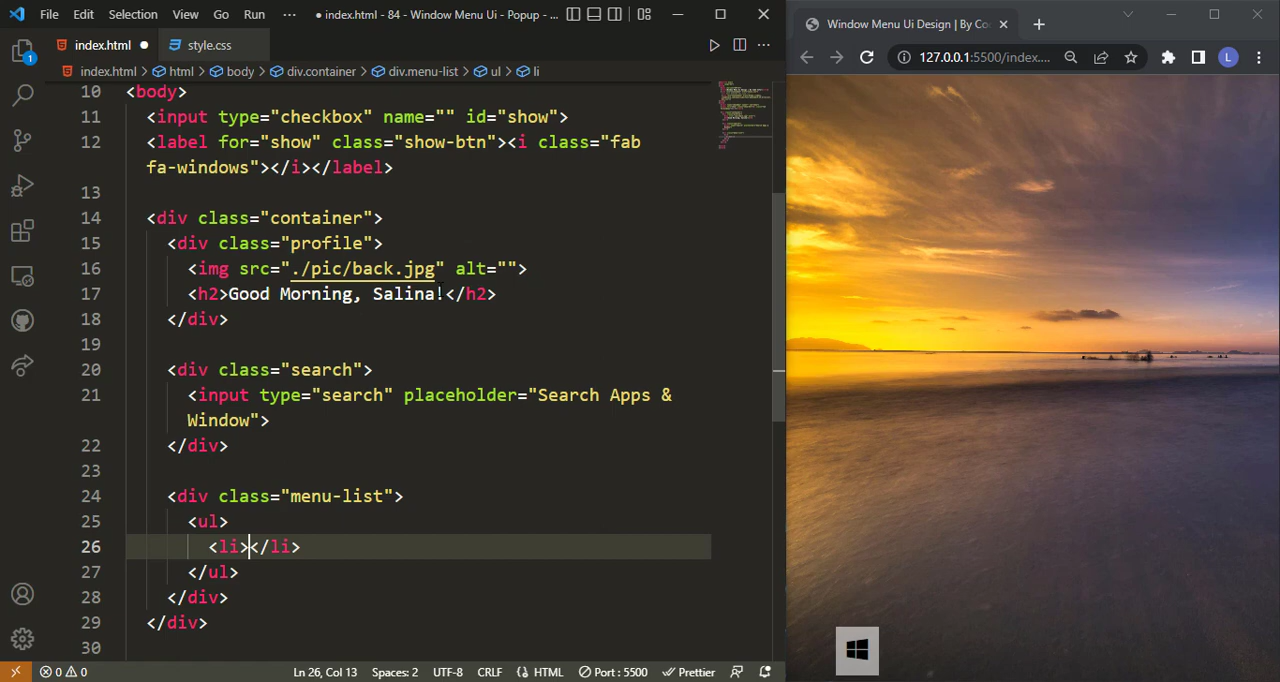 File Edit Selection View Go Run ··· ● index.html - 84 - Window Menu Ui - Popup - ...
index.html ● style.css
index.html > html > body > div.container > div.menu-list > ul > li
10 <body>
11 <input type="checkbox" name="" id="show">
12 <label for="show" class="show-btn"><i class="fab
fa-windows"></i></label>
13
14 <div class="container">
15 <div class="profile">
16 <img src="./pic/back.jpg" alt="">
17 <h2>Good Morning, Salina!</h2>
18 </div>
19
20 <div class="search">
21 <input type="search" placeholder="Search Apps &
Window">
22 </div>
23
24 <div class="menu-list">
25 <ul>
26 <li></li>
27 </ul>
28 </div>
29 </div>
30
1
0 0 Ln 26, Col 13 Spaces: 2 UTF-8 CRLF HTML Port : 5500 Prettier
Window Menu Ui Design | By Co
127.0.0.1:5500/index.... L